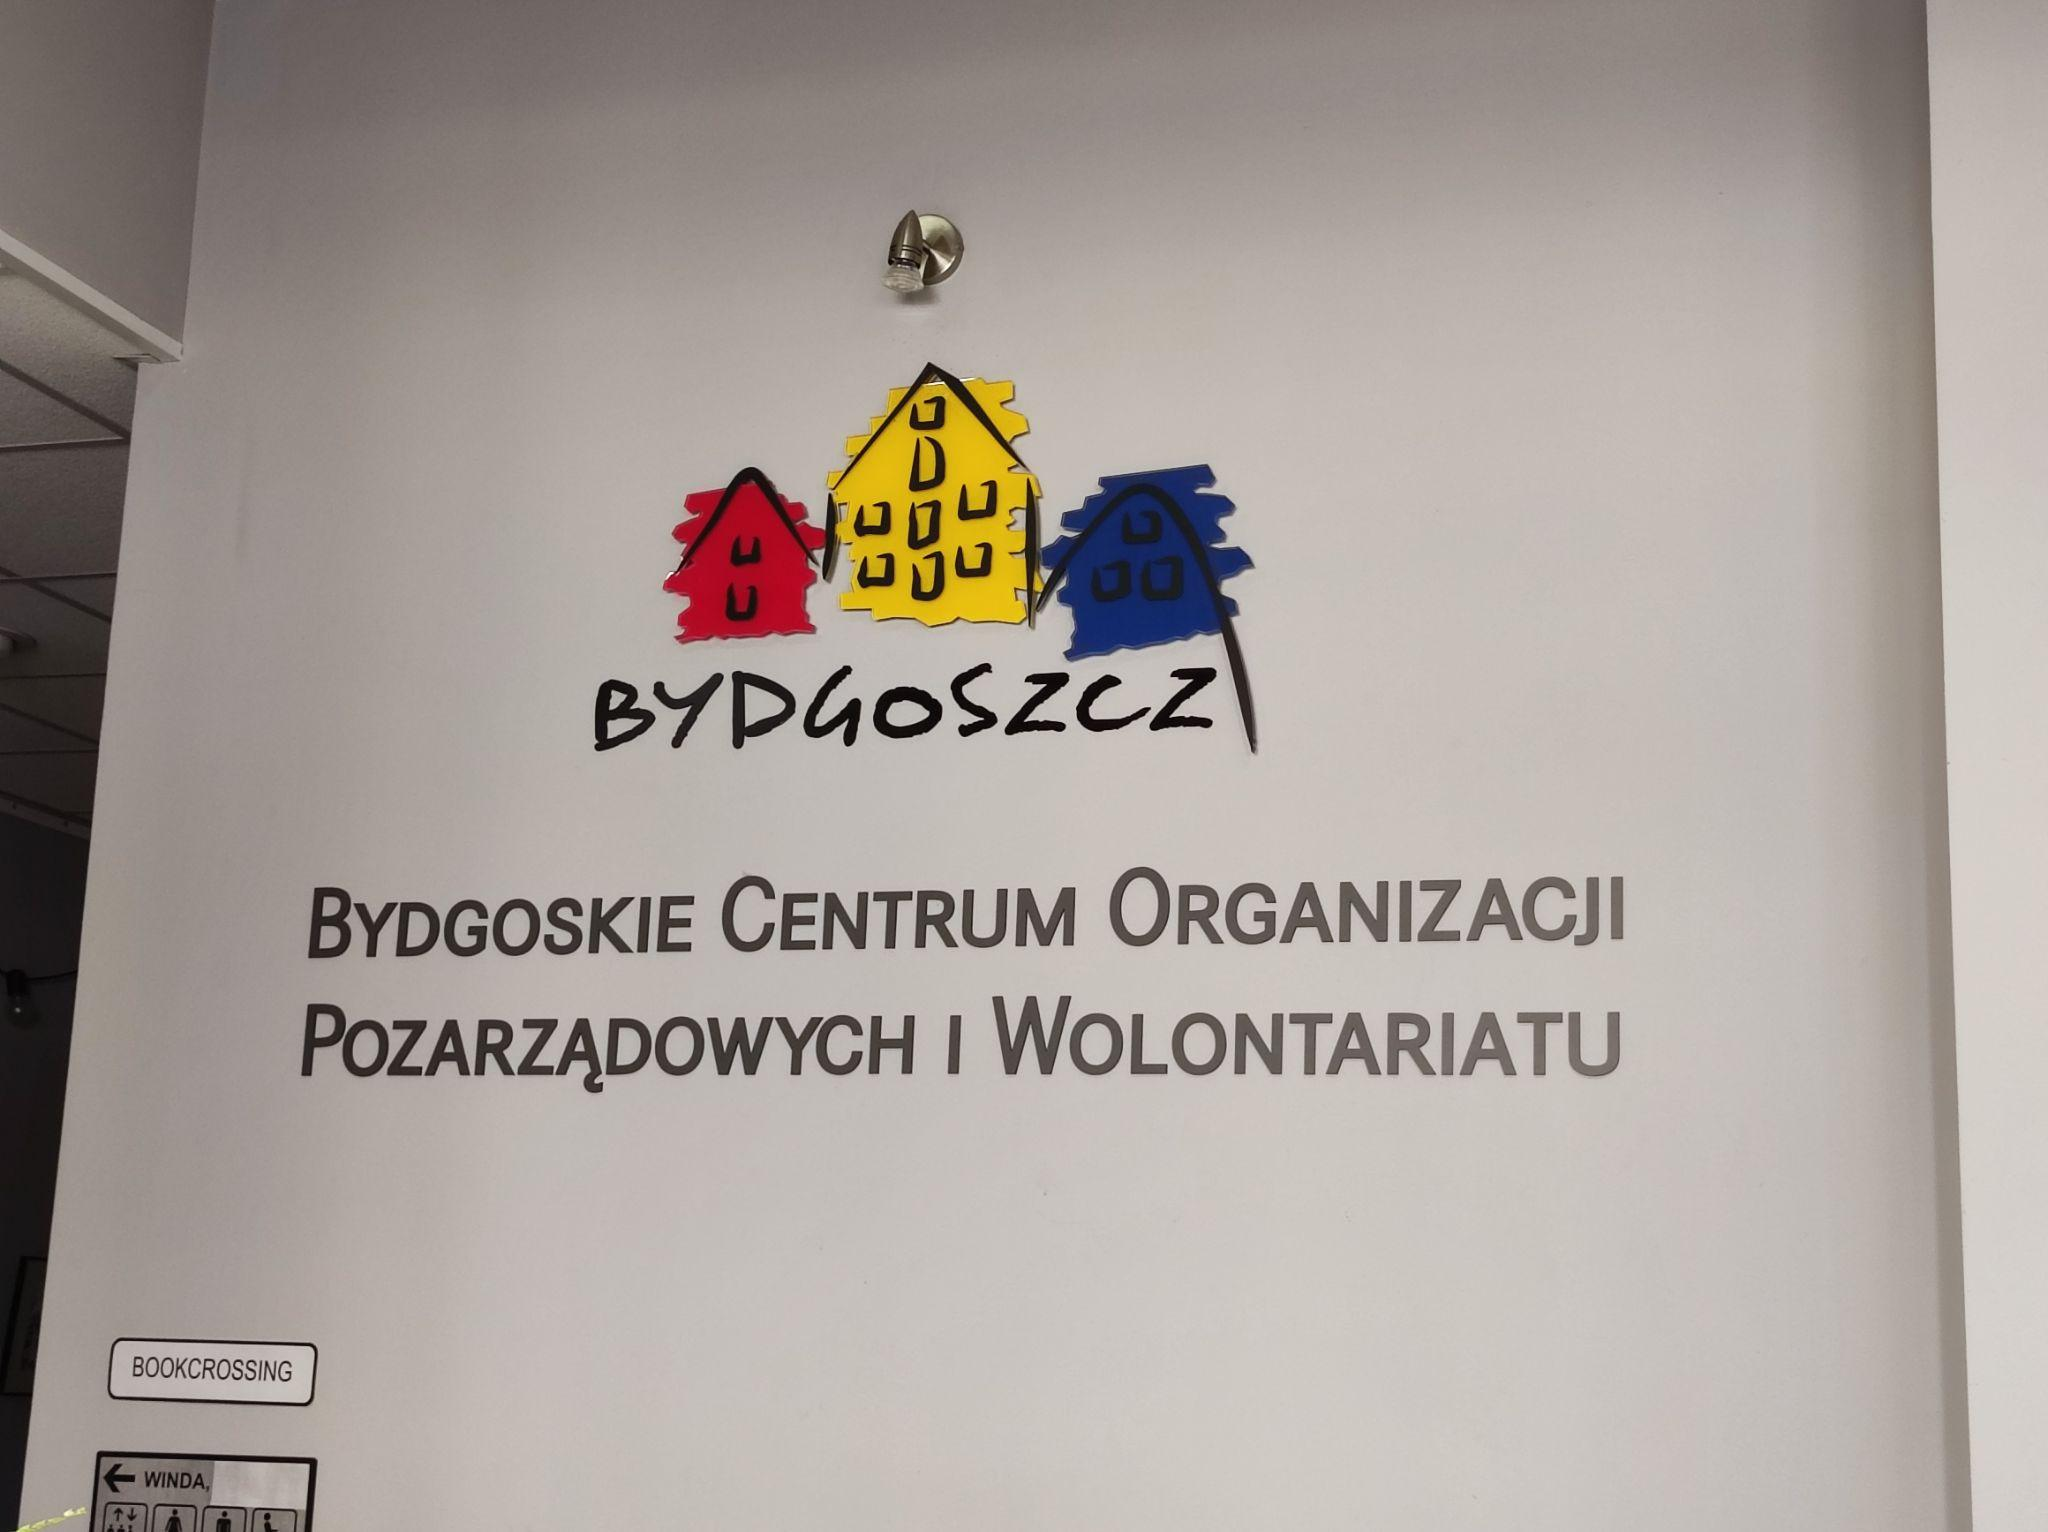 BYDGOSZCZ
BYDGOSKIE CENTRUM ORGANIZACJI
POZARZĄDOWYCH I WOLONTARIATU
BOOKCROSSING
WINDA,